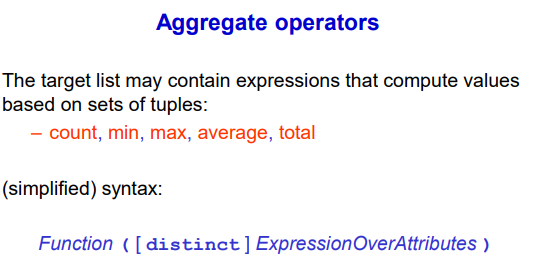 Aggregate operators
The target list may contain expressions that compute values
based on sets of tuples:
– count, min, max, average, total
(simplified) syntax:
Function ( [ distinct ] ExpressionOverAttributes )